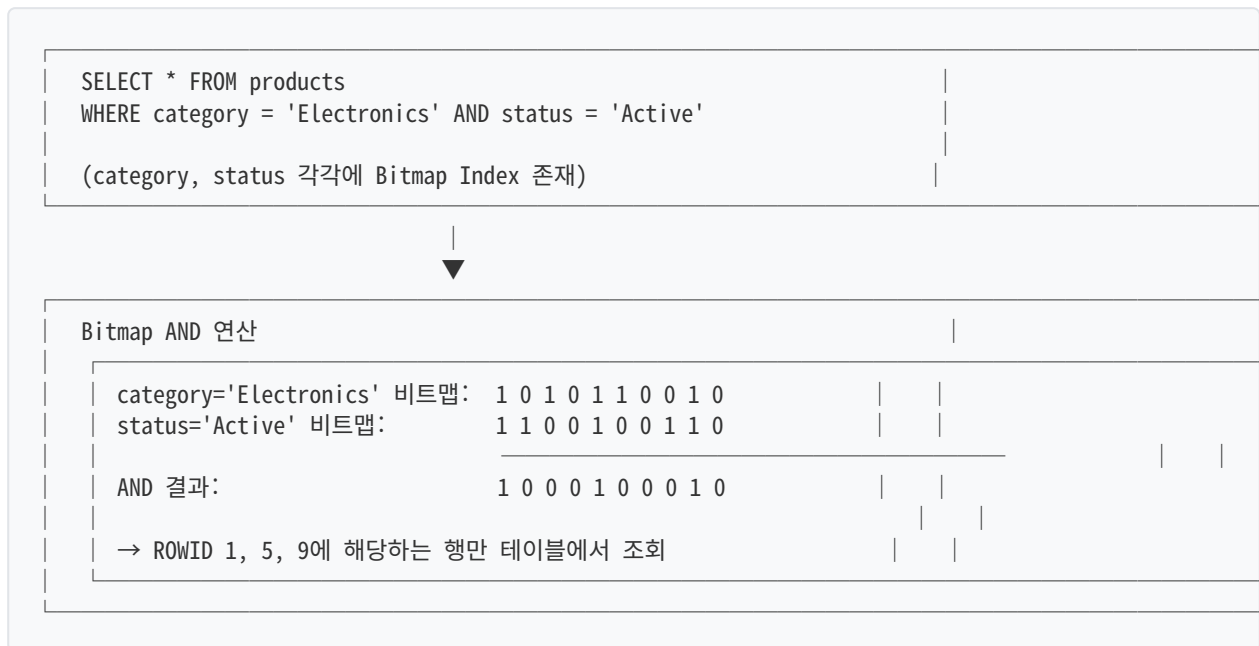 SELECT * FROM products
WHERE category = 'Electronics' AND status = 'Active'
(category, status 각각에 Bitmap Index 존재)
▼
Bitmap AND 연산
category='Electronics' 비트맵: 1 0 1 0 1 1 0 0 1 0
status='Active' 비트맵: 1 1 0 0 1 0 0 1 1 0
AND 결과: 1 0 0 0 1 0 0 0 1 0
→ ROWID 1, 5, 9에 해당하는 행만 테이블에서 조회